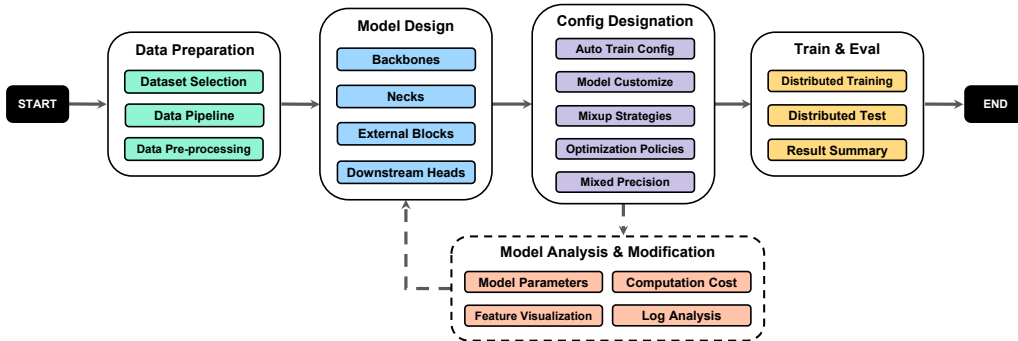 START
Data Preparation
Dataset Selection
Data Pipeline
Data Pre-processing
Model Design
Backbones
Necks
External Blocks
Downstream Heads
Config Designation
Auto Train Config
Model Customize
Mixup Strategies
Optimization Policies
Mixed Precision
Train & Eval
Distributed Training
Distributed Test
Result Summary
END
Model Analysis & Modification
Model Parameters
Computation Cost
Feature Visualization
Log Analysis